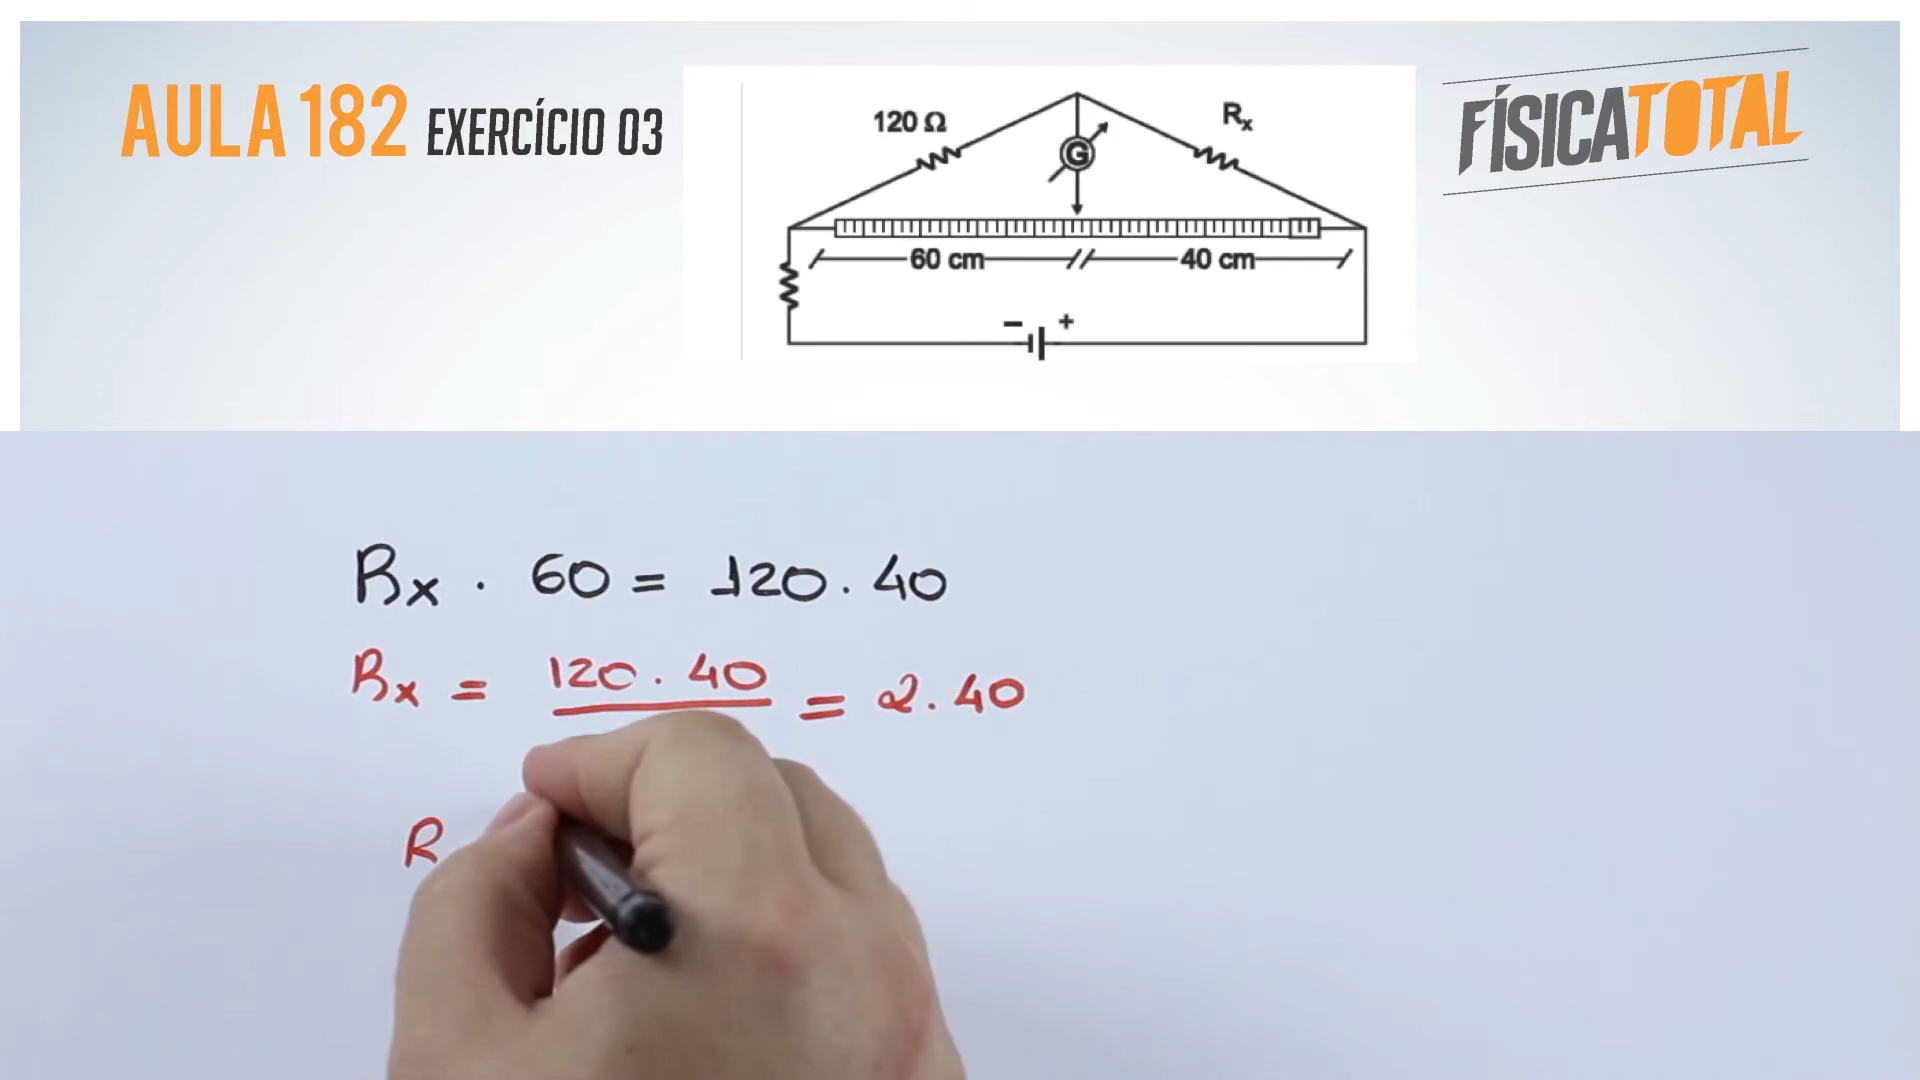 AULA 182 EXERCÍCIO 03
FÍSICATOTAL
120 Ω
Rx
G
60 cm
40 cm
− +
Rx . 60 = 120 . 40
Rx = 120 . 40 = 2 . 40
R